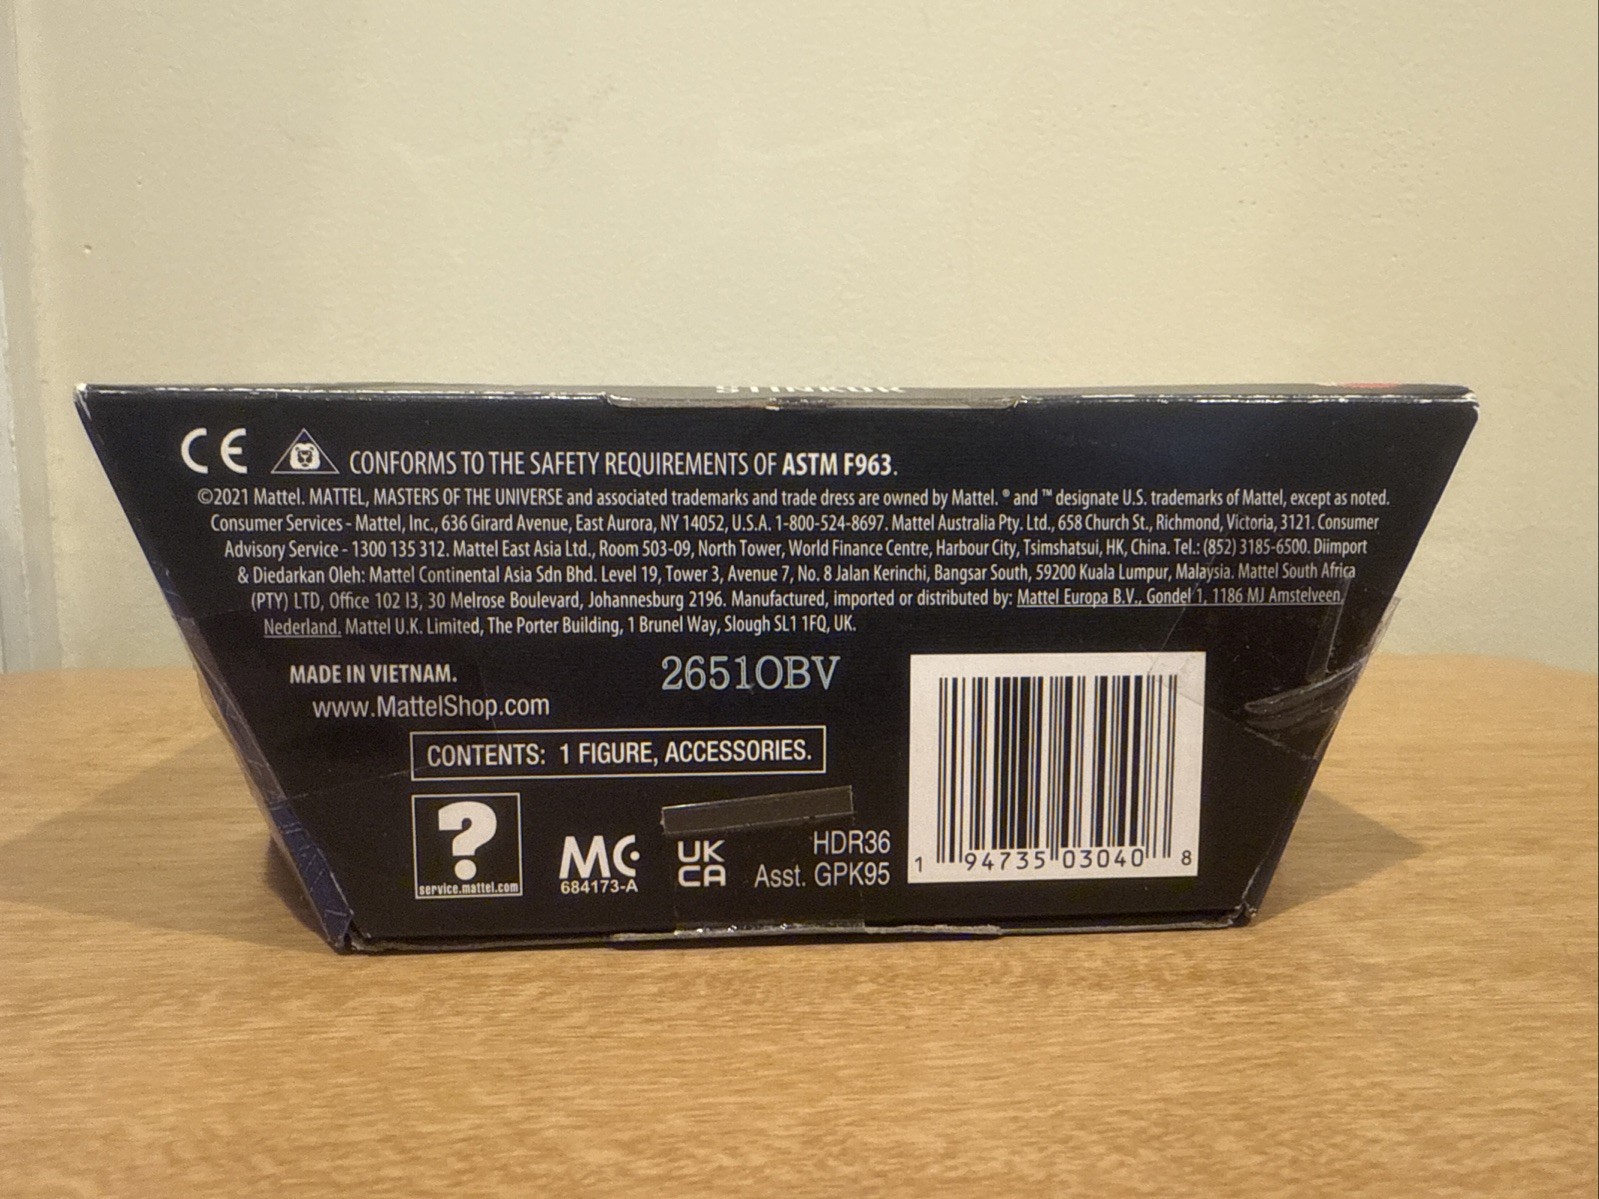 CE CONFORMS TO THE SAFETY REQUIREMENTS OF ASTM F963.
©2021 Mattel. MATTEL, MASTERS OF THE UNIVERSE and associated trademarks and trade dress are owned by Mattel. ® and ™ designate U.S. trademarks of Mattel, except as noted.
Consumer Services - Mattel, Inc., 636 Girard Avenue, East Aurora, NY 14052, U.S.A. 1-800-524-8697. Mattel Australia Pty. Ltd., 658 Church St., Richmond, Victoria, 3121. Consumer
Advisory Service - 1300 135 312. Mattel East Asia Ltd., Room 503-09, North Tower, World Finance Centre, Harbour City, Tsimshatsui, HK, China. Tel.: (852) 3185-6500. Diimport
& Diedarkan Oleh: Mattel Continental Asia Sdn Bhd. Level 19, Tower 3, Avenue 7, No. 8 Jalan Kerinchi, Bangsar South, 59200 Kuala Lumpur, Malaysia. Mattel South Africa
(PTY) LTD, Office 102 I3, 30 Melrose Boulevard, Johannesburg 2196. Manufactured, imported or distributed by: Mattel Europa B.V., Gondel 1, 1186 MJ Amstelveen,
Nederland. Mattel U.K. Limited, The Porter Building, 1 Brunel Way, Slough SL1 1FQ, UK.
MADE IN VIETNAM.
2651OBV
www.MattelShop.com
CONTENTS: 1 FIGURE, ACCESSORIES.
?
service.mattel.com
MC
684173-A
UK
CA
HDR36
Asst. GPK95
1 94735 03040 8